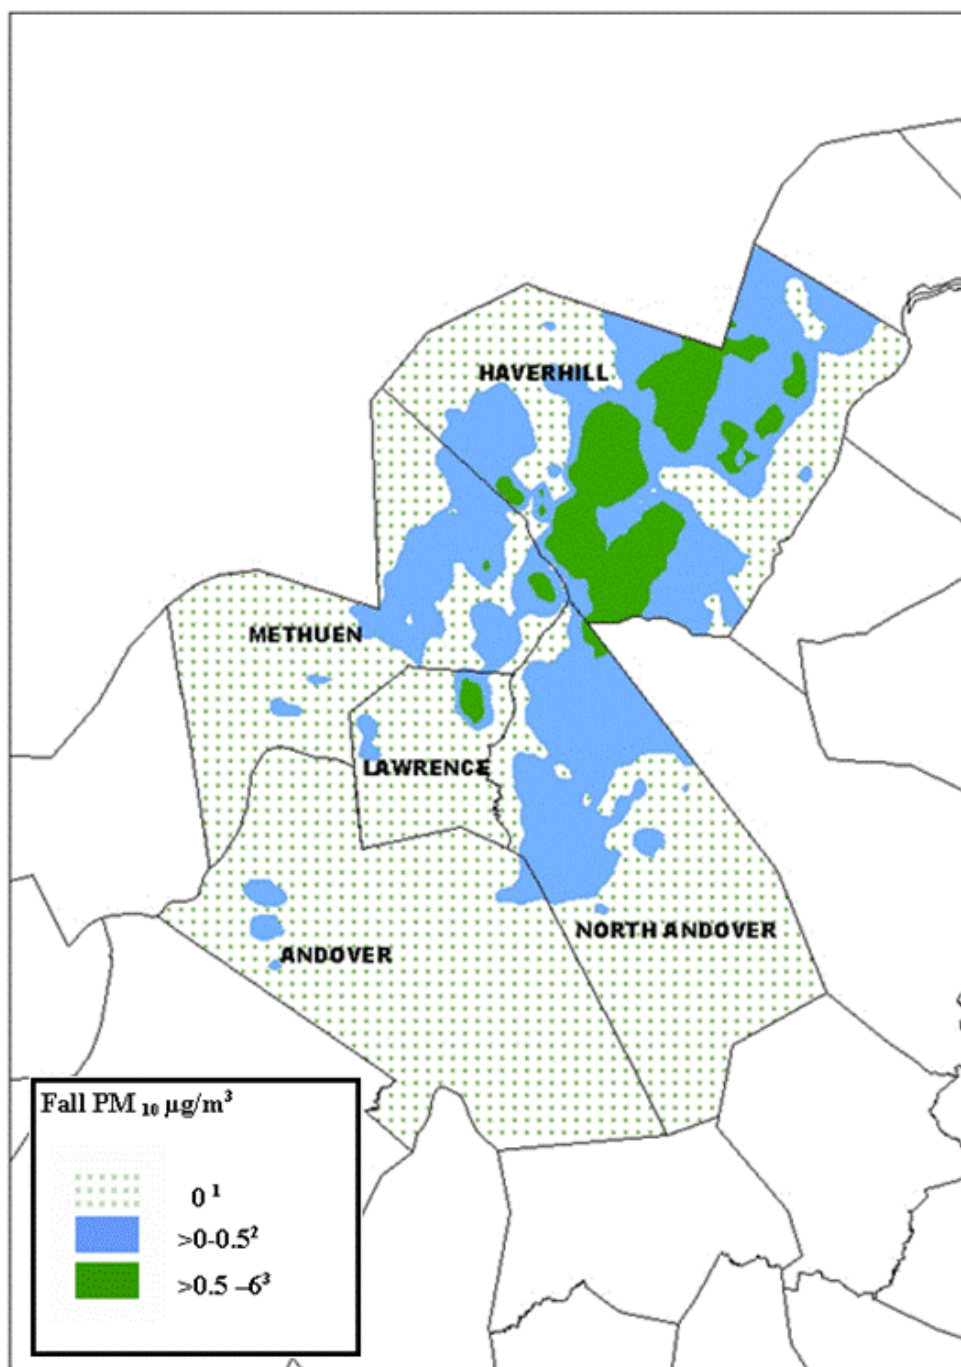 HAVERHILL
METHUEN
LAWRENCE
NORTH ANDOVER
ANDOVER
Fall PM 10 µg/m³
0 ¹
>0-0.5²
>0.5 –6³